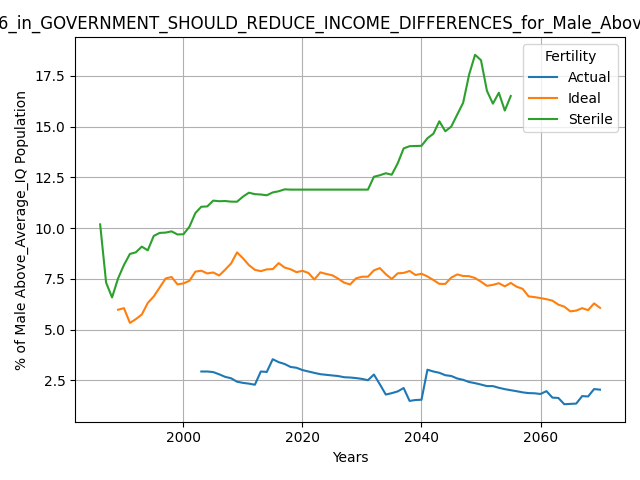 6_in_GOVERNMENT_SHOULD_REDUCE_INCOME_DIFFERENCES_for_Male_Abov
Fertility
Actual
Ideal
Sterile
% of Male Above_Average_IQ Population
17.5
15.0
12.5
10.0
7.5
5.0
2.5
2000
2020
2040
2060
Years